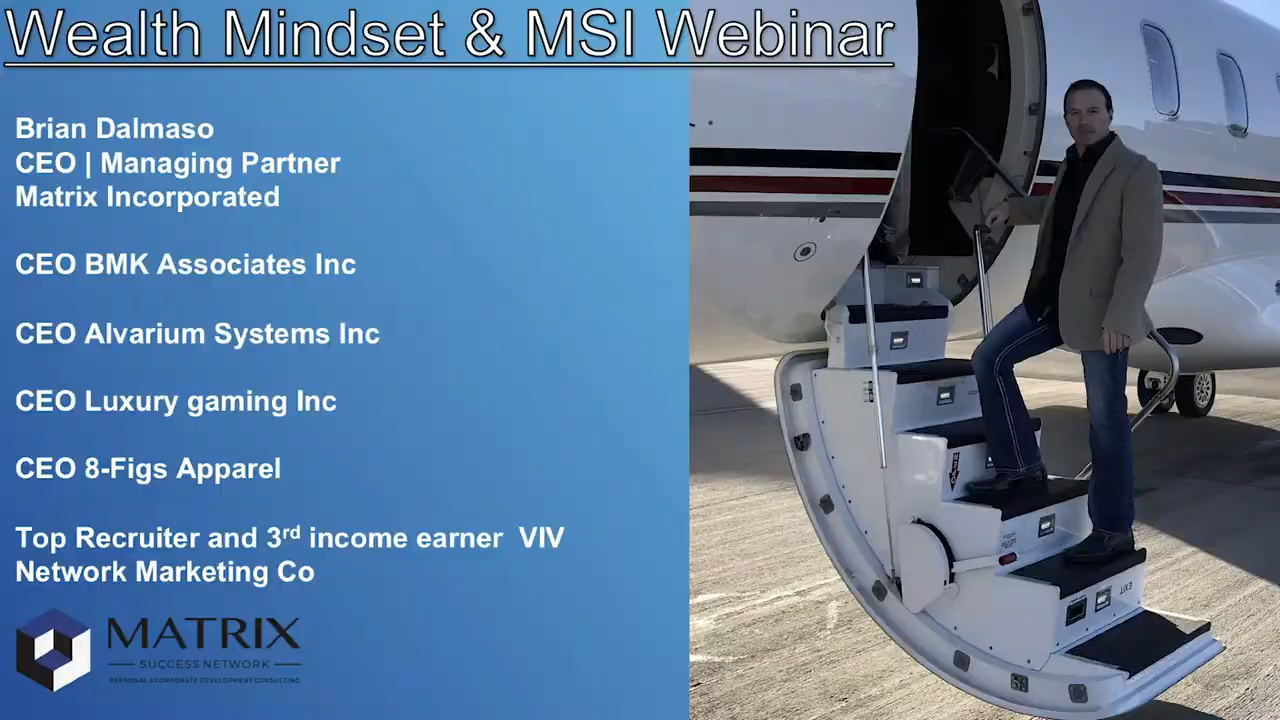 Wealth Mindset & MSI Webinar
Brian Dalmaso
CEO | Managing Partner
Matrix Incorporated
CEO BMK Associates Inc
CEO Alvarium Systems Inc
CEO Luxury gaming Inc
CEO 8-Figs Apparel
Top Recruiter and 3rd income earner VIV
Network Marketing Co
MATRIX
SUCCESS NETWORK
PERSONAL & CORPORATE DEVELOPMENT CONSULTING
EXIT